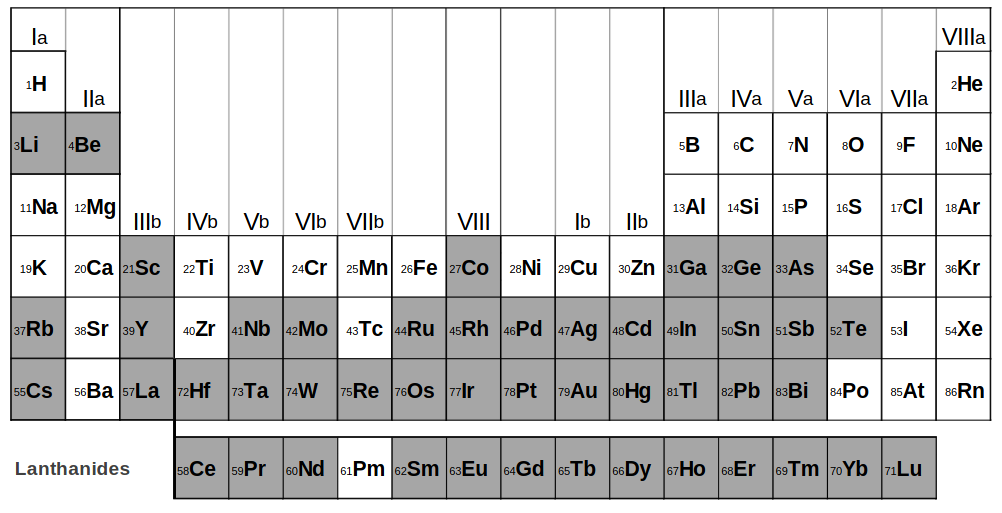 Ia VIIIa
1H IIa IIIa IVa Va VIa VIIa 2He
3Li 4Be 5B 6C 7N 8O 9F 10Ne
11Na 12Mg IIIb IVb Vb VIb VIIb VIII Ib IIb 13Al 14Si 15P 16S 17Cl 18Ar
19K 20Ca 21Sc 22Ti 23V 24Cr 25Mn 26Fe 27Co 28Ni 29Cu 30Zn 31Ga 32Ge 33As 34Se 35Br 36Kr
37Rb 38Sr 39Y 40Zr 41Nb 42Mo 43Tc 44Ru 45Rh 46Pd 47Ag 48Cd 49In 50Sn 51Sb 52Te 53I 54Xe
55Cs 56Ba 57La 72Hf 73Ta 74W 75Re 76Os 77Ir 78Pt 79Au 80Hg 81Tl 82Pb 83Bi 84Po 85At 86Rn
Lanthanides 58Ce 59Pr 60Nd 61Pm 62Sm 63Eu 64Gd 65Tb 66Dy 67Ho 68Er 69Tm 70Yb 71Lu